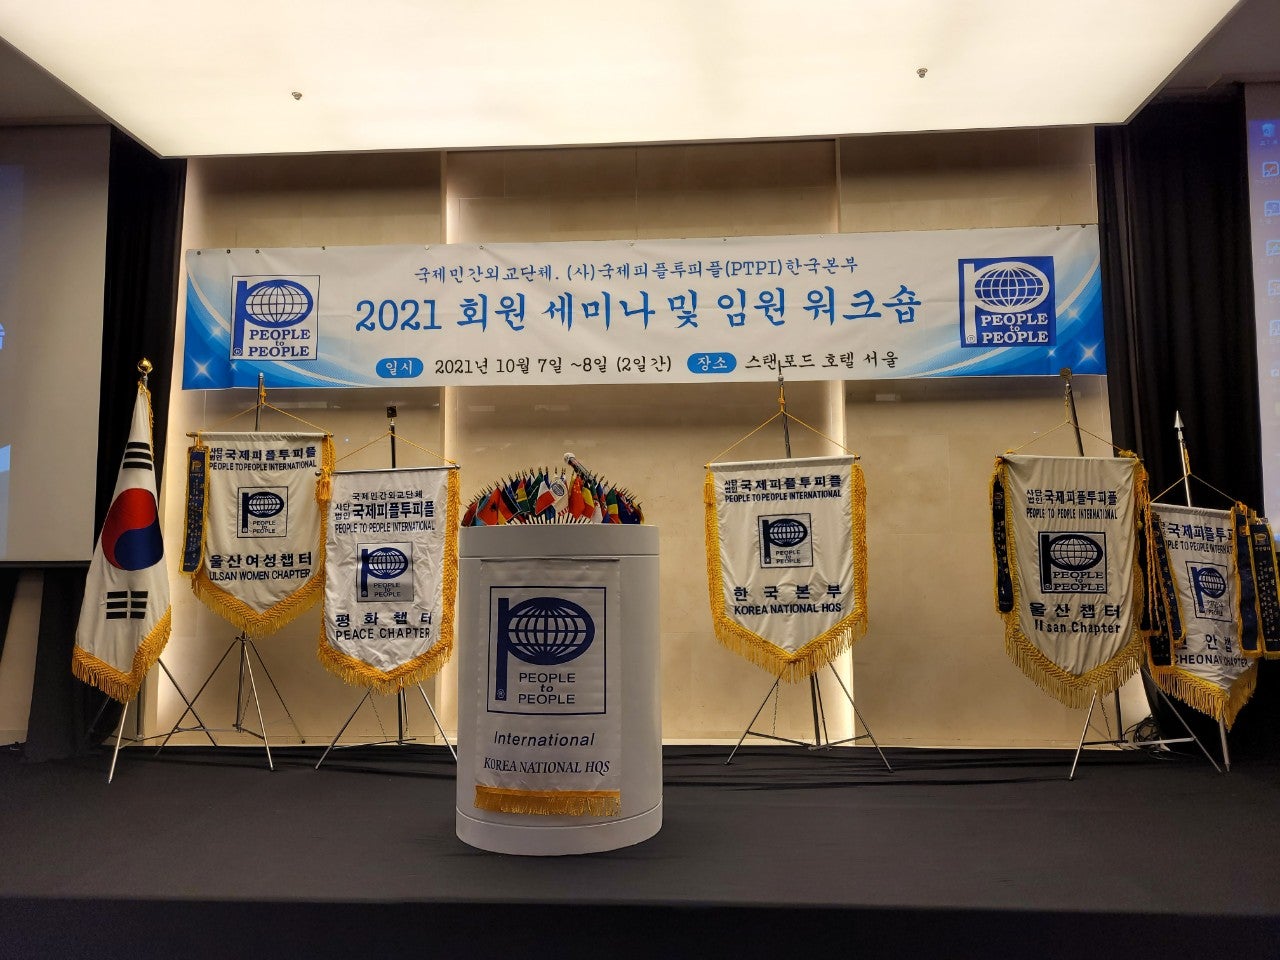 국제민간외교단체. (사)국제피플투피플(PTPI)한국본부
2021 회원 세미나 및 임원 워크숍
일시 2021년 10월 7일 ~8일 (2일간) 장소 스탠포드 호텔 서울
PEOPLE
to
PEOPLE
PEOPLE
to
PEOPLE
사단법인 국제피플투피플
PEOPLE TO PEOPLE INTERNATIONAL
PEOPLE
to
PEOPLE
울산여성챕터
ULSAN WOMEN CHAPTER
국제민간외교단체
사단법인 국제피플투피플
PEOPLE TO PEOPLE INTERNATIONAL
PEOPLE
to
PEOPLE
평화챕터
PEACE CHAPTER
PEOPLE
to
PEOPLE
International
KOREA NATIONAL HQS
사단법인 국제피플투피플
PEOPLE TO PEOPLE INTERNATIONAL
PEOPLE
to
PEOPLE
한국본부
KOREA NATIONAL HQS
사단법인 국제피플투피플
PEOPLE TO PEOPLE INTERNATIONAL
PEOPLE
to
PEOPLE
울산챕터
Ulsan Chapter
국제피플투피
TO PEOPLE INTERNATIONAL
안챕
CHEONAN CHAPTER